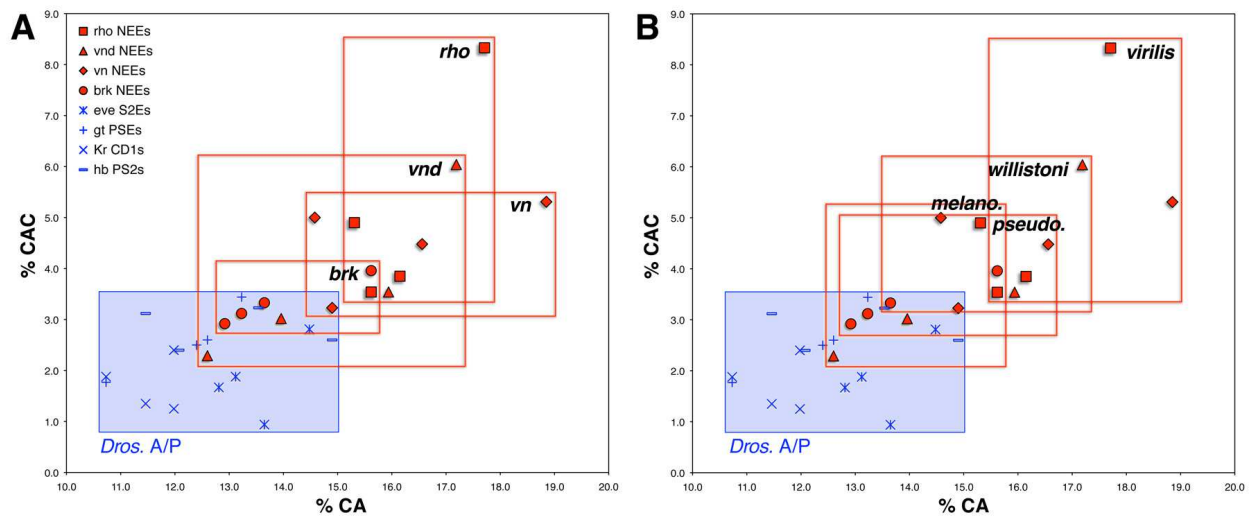 A
9.0
8.0
7.0
6.0
5.0
4.0
3.0
2.0
1.0
0.0
% CAC
rho NEEs
vnd NEEs
vn NEEs
brk NEEs
eve S2Es
gt PSEs
Kr CD1s
hb PS2s
rho
vnd
vn
brk
Dros. A/P
10.0 11.0 12.0 13.0 14.0 15.0 16.0 17.0 18.0 19.0 20.0
% CA
B
9.0
8.0
7.0
6.0
5.0
4.0
3.0
2.0
1.0
0.0
% CAC
virilis
willistoni
melano.
pseudo.
Dros. A/P
10.0 11.0 12.0 13.0 14.0 15.0 16.0 17.0 18.0 19.0 20.0
% CA